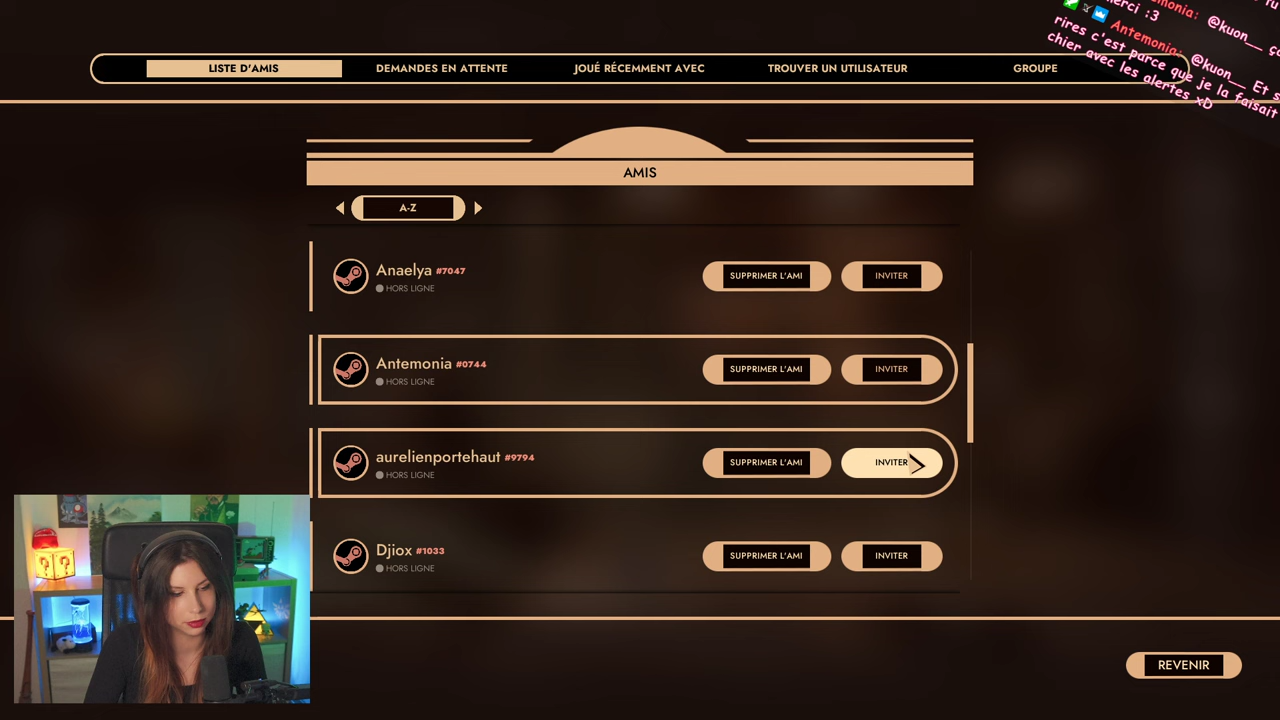 LISTE D'AMIS
DEMANDES EN ATTENTE
JOUÉ RÉCEMMENT AVEC
TROUVER UN UTILISATEUR
GROUPE
merci :3
@kuon__
Antemonia: @kuon__ Et
rires c'est parce que je la faisait
chier avec les alertes xD
AMIS
A-Z
Anaelya #7047
HORS LIGNE
SUPPRIMER L'AMI
INVITER
Antemonia #0744
HORS LIGNE
SUPPRIMER L'AMI
INVITER
aurelienportehaut #9794
HORS LIGNE
SUPPRIMER L'AMI
INVITER
Djiox #1033
HORS LIGNE
SUPPRIMER L'AMI
INVITER
REVENIR